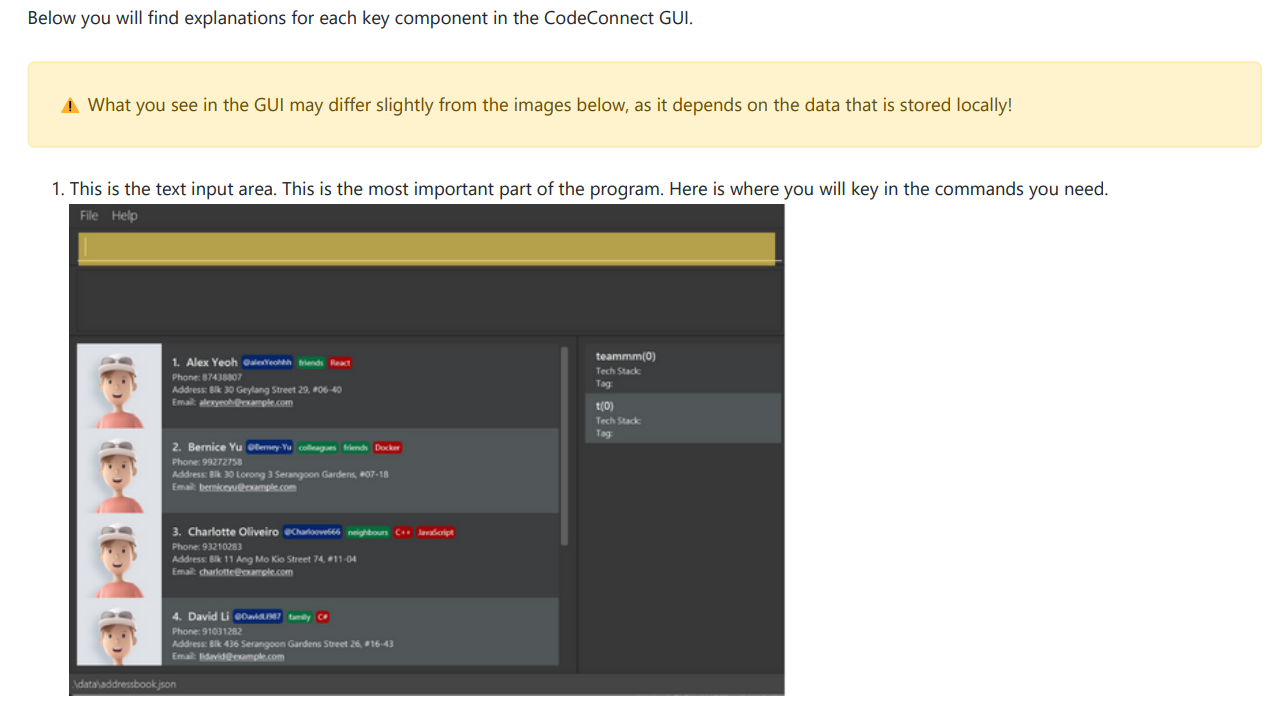 Below you will find explanations for each key component in the CodeConnect GUI.
What you see in the GUI may differ slightly from the images below, as it depends on the data that is stored locally!
1. This is the text input area. This is the most important part of the program. Here is where you will key in the commands you need.
File Help
1. Alex Yeoh @alexYeohhh friends React
Phone: 87438807
Address: Blk 30 Geylang Street 29, #06-40
Email: alexyeoh@example.com
2. Bernice Yu @Berney-Yu colleagues friends Docker
Phone: 99272758
Address: Blk 30 Lorong 3 Serangoon Gardens, #07-18
Email: berniceyu@example.com
3. Charlotte Oliveiro @Charloove666 neighbours C++ JavaScript
Phone: 93210283
Address: Blk 11 Ang Mo Kio Street 74, #11-04
Email: charlotte@example.com
4. David Li @DavidLi987 family C#
Phone: 91031282
Address: Blk 436 Serangoon Gardens Street 26, #16-43
Email: lidavid@example.com
teammm(0)
Tech Stack:
Tag:
t(0)
Tech Stack:
Tag:
\data\addressbook.json